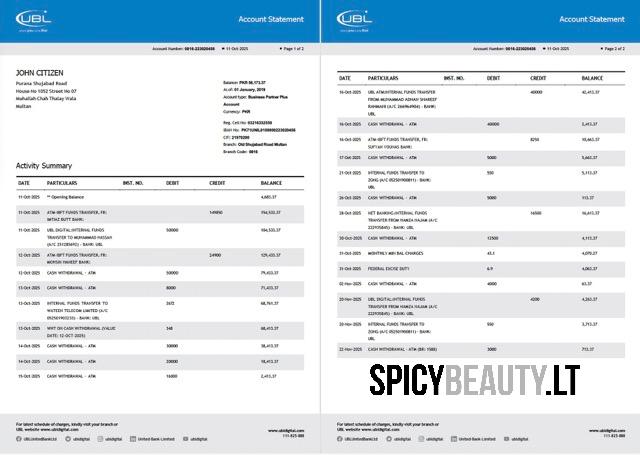 UBL
Account Statement
Account Number: 0816-223020456 • 11-Oct-2025 • Page 1 of 2
JOHN CITIZEN
Purana Shujabad Road
House-No 1052 Street No 07
Mohallah Chah Thalay Wala
Multan
Balance: PKR 56,173.37
As of: 01 January, 2019
Account type: Business Partner Plus
Account
Currency: PKR
Reg. Cell No: 03216332550
CIF: 21970200
Branch: Old Shujabad Road Multan
Branch Code: 0816
Activity Summary
DATE PARTICULARS INST. NO. DEBIT CREDIT BALANCE
11-Oct-2025 ** Opening Balance 4,683.37
11-Oct-2025 ATM-IBFT FUNDS TRANSFER, FR: 149850 154,533.37
IMTIAZ BUTT BANK:
11-Oct-2025 UBL DIGITAL:INTERNAL FUNDS 50000 104,533.37
TRANSFER TO MUHAMMAD HASSAN
(A/C 231285693) - BANK: UBL
12-Oct-2025 ATM-IBFT FUNDS TRANSFER, FR: 24900 129,433.37
MOHSIN HAMEED BANK:
12-Oct-2025 CASH WITHDRAWAL - ATM 50000 79,433.37
12-Oct-2025 CASH WITHDRAWAL - ATM 8000 71,433.37
13-Oct-2025 INTERNAL FUNDS TRANSFER TO 2672 68,761.37
WATEEN TELECOM LIMITED (A/C
- BANK: UBL
13-Oct-2025 WHT ON CASH WITHDRAWAL (VALUE 348 68,413.37
DATE: 12-OCT-2025)
14-Oct-2025 CASH WITHDRAWAL - ATM 30000 38,413.37
14-Oct-2025 CASH WITHDRAWAL - ATM 20000 18,413.37
15-Oct-2025 CASH WITHDRAWAL - ATM 16000 2,413.37
For latest schedule of charges, kindly visit your branch or
UBL website www.ubldigital.com
UBLUnitedBankLtd ubldigital ubldigital United-Bank-Limited ubldigital
www.ubldigital.com
111-825-888
UBL
Account Statement
Account Number: 0816-223020456 • 11-Oct-2025 • Page 2 of 2
DATE PARTICULARS INST. NO. DEBIT CREDIT BALANCE
16-Oct-2025 UBL ATM:INTERNAL FUNDS TRANSFER 40000 42,413.37
FROM MUHAMMAD ADNAN SHAREEF
RAHMANI (A/C 266964904) - BANK:
UBL
16-Oct-2025 CASH WITHDRAWAL - ATM 40000 2,413.37
16-Oct-2025 ATM-IBFT FUNDS TRANSFER, FR: 8250 10,663.37
SUFYAN YOUNAS BANK:
17-Oct-2025 CASH WITHDRAWAL - ATM 5000 5,663.37
21-Oct-2025 INTERNAL FUNDS TRANSFER TO 550 5,113.37
ZONG (A/C 052501900811) - BANK:
UBL
26-Oct-2025 CASH WITHDRAWAL - ATM 5000 113.37
28-Oct-2025 NET BANKING:INTERNAL FUNDS 16500 16,613.37
TRANSFER FROM HAMZA NAJAM (A/C
222935845) - BANK: UBL
30-Oct-2025 CASH WITHDRAWAL - ATM 12500 4,113.37
31-Oct-2025 MONTHLY MIN BAL CHARGES 43.1 4,070.27
31-Oct-2025 FEDERAL EXCISE DUTY 6.9 4,063.37
02-Nov-2025 CASH WITHDRAWAL - ATM 4000 63.37
20-Nov-2025 UBL DIGITAL:INTERNAL FUNDS 4200 4,263.37
TRANSFER FROM HAMZA NAJAM (A/C
222935845) - BANK: UBL
20-Nov-2025 INTERNAL FUNDS TRANSFER TO 550 3,713.37
ZONG (A/C 052501900811) - BANK:
UBL
22-Nov-2025 CASH WITHDRAWAL - ATM (BR: 1588) 3000 713.37
SPICYBEAUTY.LT
For latest schedule of charges, kindly visit your branch or
UBL website www.ubldigital.com
UBLUnitedBankLtd ubldigital ubldigital United-Bank-Limited ubldigital
www.ubldigital.com
111-825-888